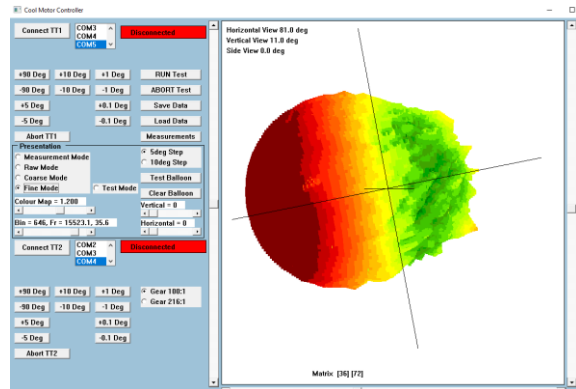 Cool Motor Controller
Connect TT1
COM3
COM4
COM5
Disconnected
+90 Deg
+10 Deg
+1 Deg
RUN Test
-90 Deg
-10 Deg
-1 Deg
ABORT Test
+5 Deg
+0.1 Deg
Save Data
-5 Deg
-0.1 Deg
Load Data
Abort TT1
Measurements
Presentation
Measurement Mode
Raw Mode
Coarse Mode
Fine Mode
Test Mode
5deg Step
10deg Step
Test Balloon
Clear Balloon
Colour Map = 1.200
Vertical = 0
Bin = 646, Fr = 15523.1, 35.6
Horizontal = 0
Connect TT2
COM2
COM3
COM4
Disconnected
+90 Deg
+10 Deg
+1 Deg
Gear 108:1
-90 Deg
-10 Deg
-1 Deg
Gear 216:1
+5 Deg
+0.1 Deg
-5 Deg
-0.1 Deg
Abort TT2
Horizontal View 81.0 deg
Vertical View 11.0 deg
Side View 0.0 deg
Matrix [36] [72]